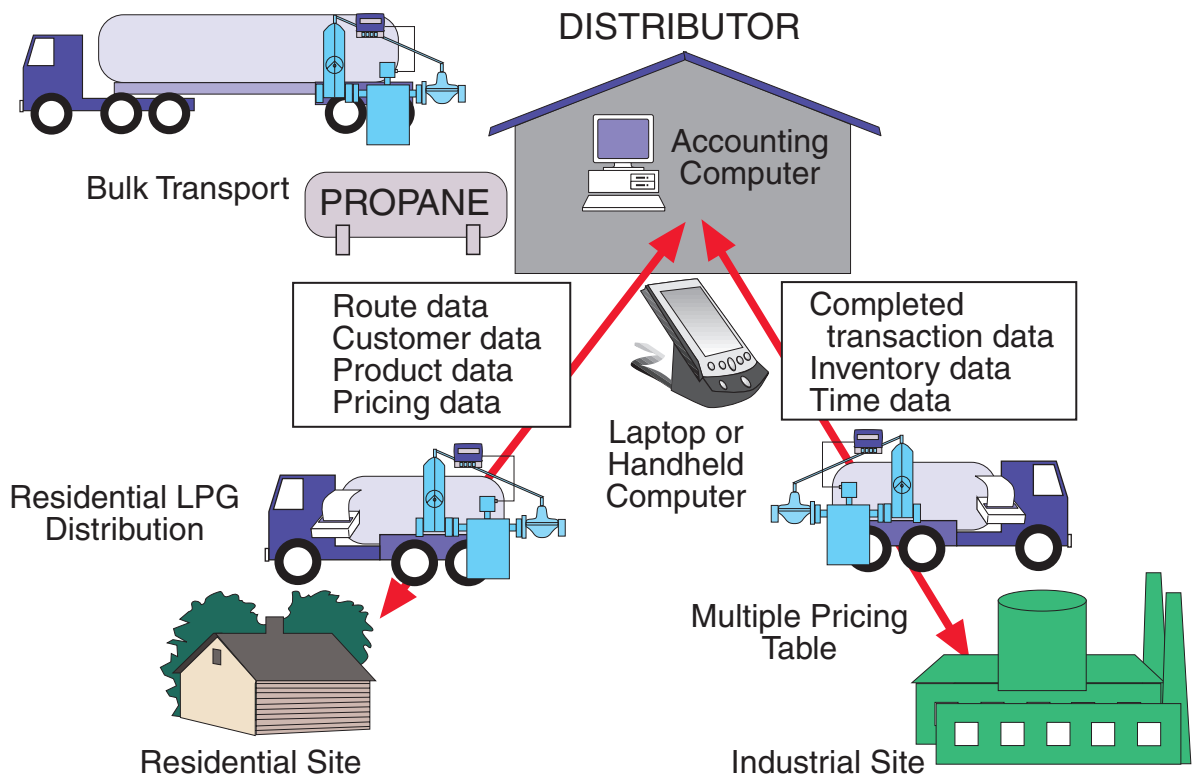 DISTRIBUTOR
Accounting
Computer
Bulk Transport
PROPANE
Route data
Customer data
Product data
Pricing data
Completed
transaction data
Inventory data
Time data
Laptop or
Handheld
Computer
Residential LPG
Distribution
Multiple Pricing
Table
Residential Site
Industrial Site